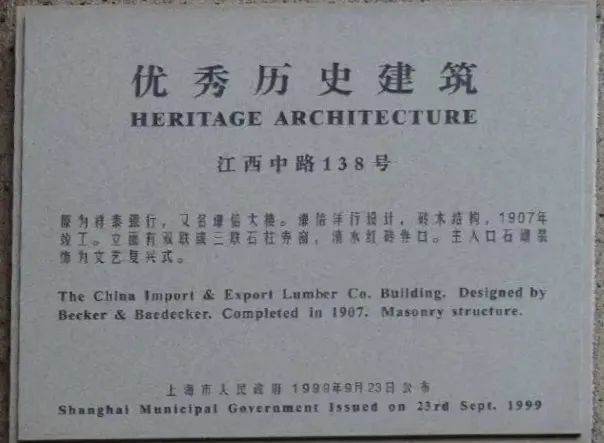 优秀历史建筑
HERITAGE ARCHITECTURE
江西中路138号
原为祥泰银行，又名绿信大楼。倍洋行设计，砖木结构，1907年
竣工。立面有双联或三联石柱券窗，清水红砖券口。主入口石雕装
饰为文艺复兴式。
The China Import & Export Lumber Co. Building. Designed by
Becker & Baedecker. Completed in 1907. Masonry structure.
上海市人民政府 1999年9月23日公布
Shanghai Municipal Government Issued on 23rd Sept. 1999